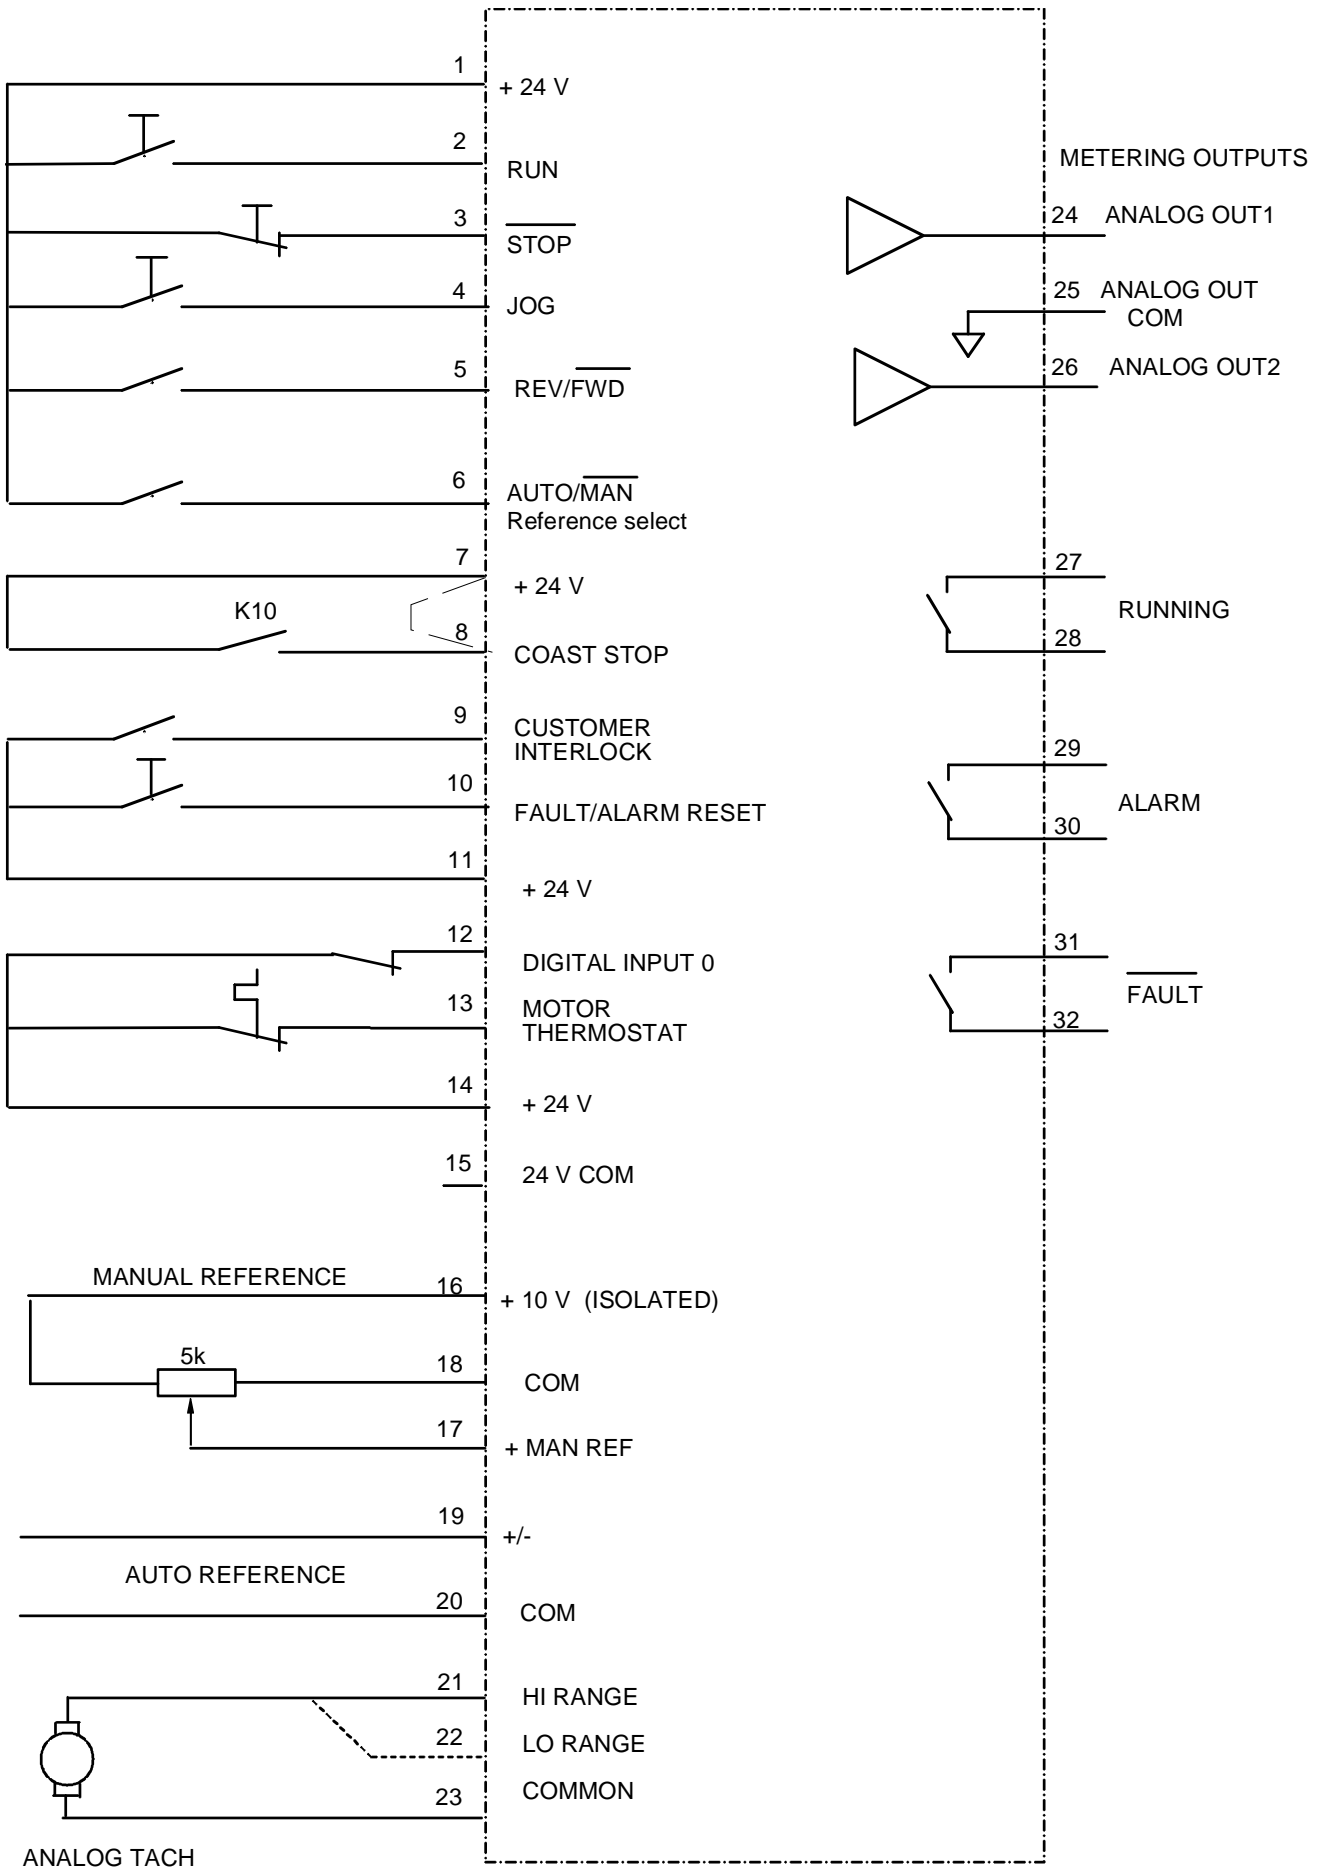 1
+ 24 V
2
RUN
3
STOP
4
JOG
5
REV/FWD
6
AUTO/MAN
Reference select
7
+ 24 V
K10
8
COAST STOP
9
CUSTOMER
INTERLOCK
10
FAULT/ALARM RESET
11
+ 24 V
12
DIGITAL INPUT 0
13
MOTOR
THERMOSTAT
14
+ 24 V
15
24 V COM
MANUAL REFERENCE
16
+ 10 V (ISOLATED)
5k
18
COM
17
+ MAN REF
19
+/-
AUTO REFERENCE
20
COM
21
HI RANGE
22
LO RANGE
23
COMMON
ANALOG TACH
METERING OUTPUTS
24 ANALOG OUT1
25 ANALOG OUT
COM
26 ANALOG OUT2
27
RUNNING
28
29
ALARM
30
31
FAULT
32